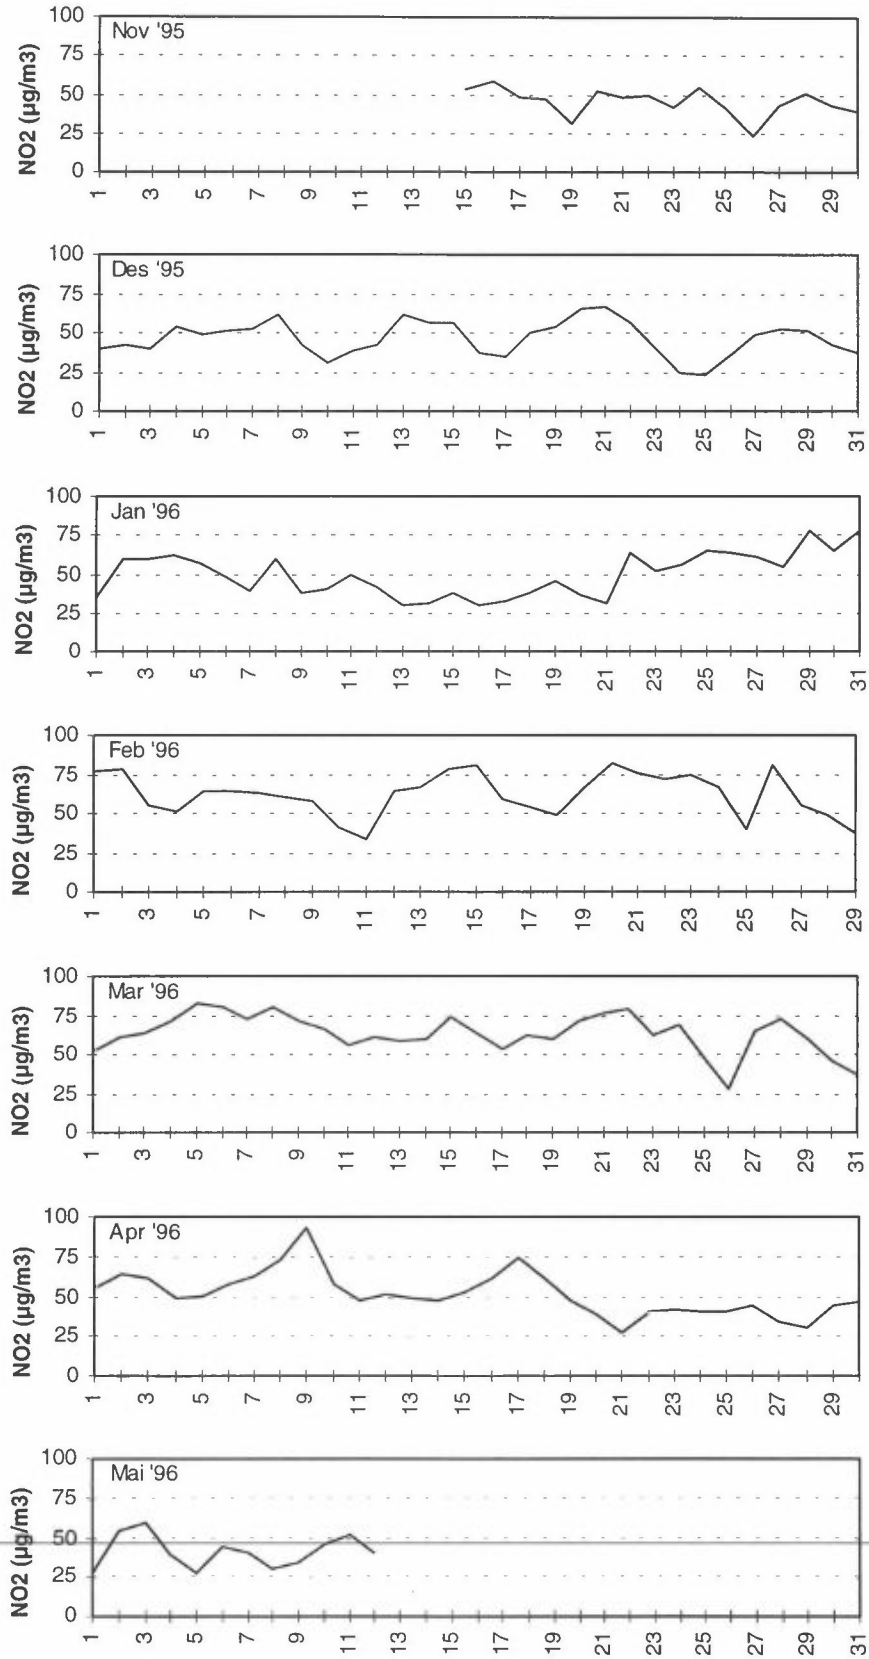 Nov '95
NO2 (µg/m3)
100
75
50
25
0
1 3 5 7 9 11 13 15 17 19 21 23 25 27 29
Des '95
NO2 (µg/m3)
100
75
50
25
0
1 3 5 7 9 11 13 15 17 19 21 23 25 27 29 31
Jan '96
NO2 (µg/m3)
100
75
50
25
0
1 3 5 7 9 11 13 15 17 19 21 23 25 27 29 31
Feb '96
NO2 (µg/m3)
100
75
50
25
0
1 3 5 7 9 11 13 15 17 19 21 23 25 27 29
Mar '96
NO2 (µg/m3)
100
75
50
25
0
1 3 5 7 9 11 13 15 17 19 21 23 25 27 29 31
Apr '96
NO2 (µg/m3)
100
75
50
25
0
1 3 5 7 9 11 13 15 17 19 21 23 25 27 29
Mai '96
NO2 (µg/m3)
100
75
50
25
0
1 3 5 7 9 11 13 15 17 19 21 23 25 27 29 31